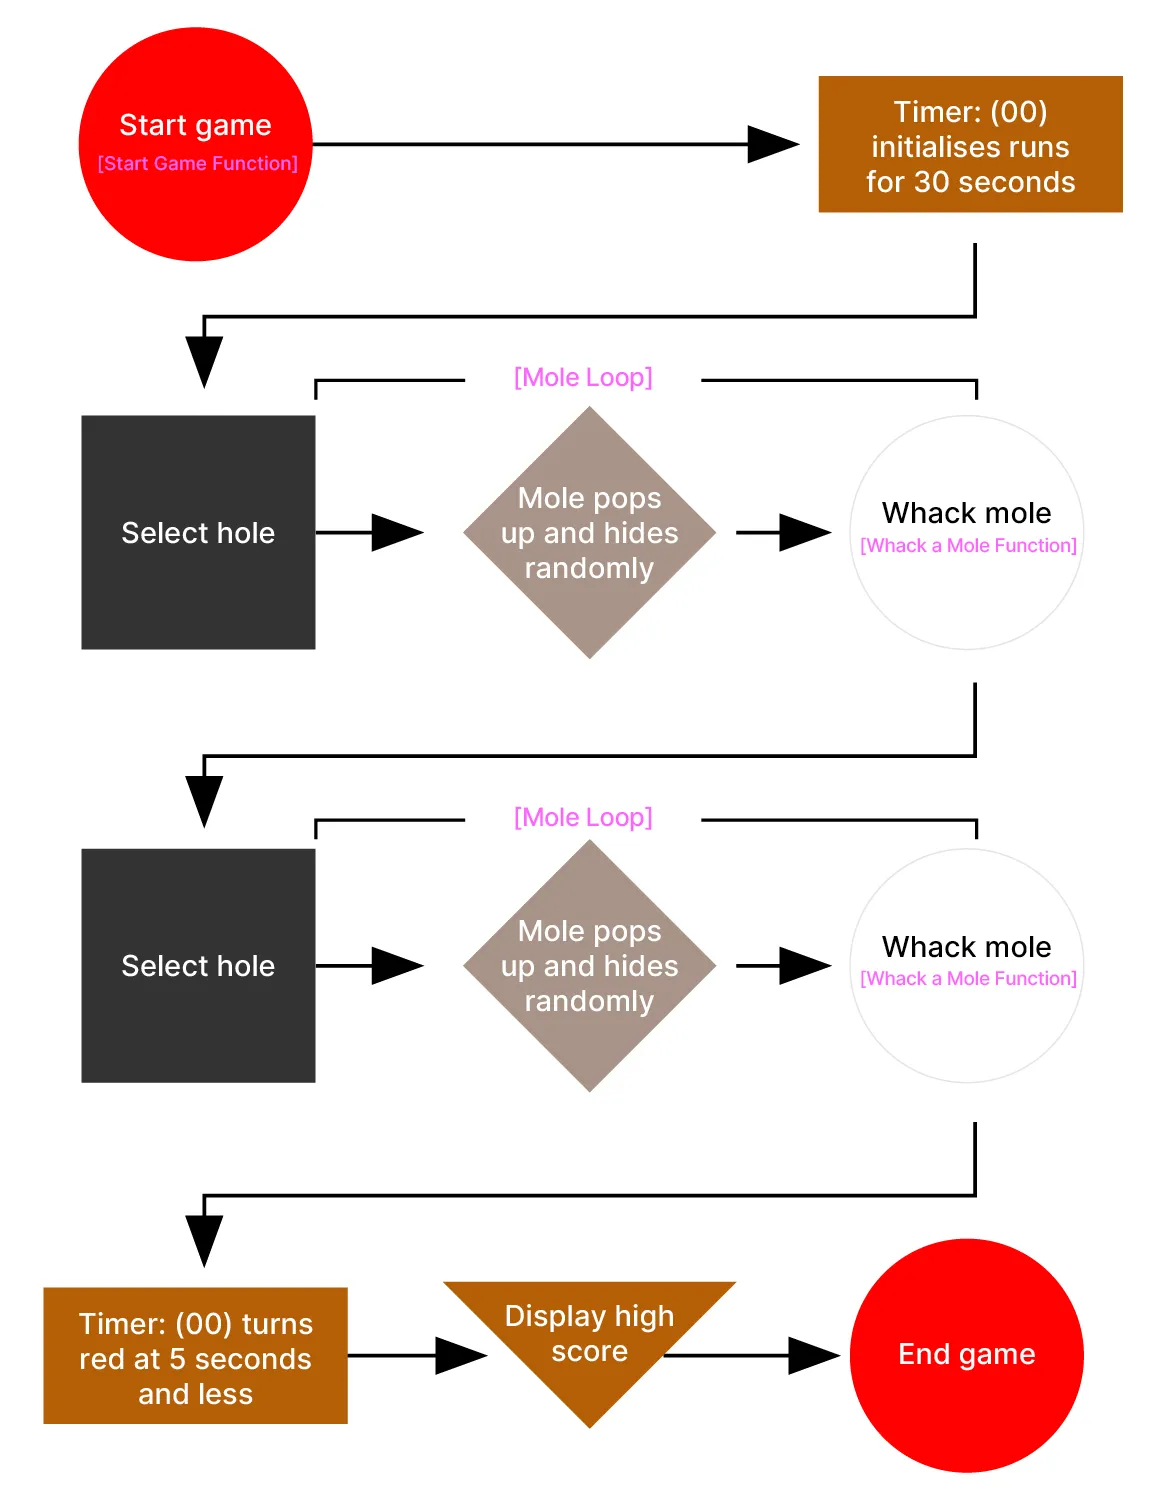 Start game
[Start Game Function]
Timer: (00)
initialises runs
for 30 seconds
[Mole Loop]
Select hole
Mole pops
up and hides
randomly
Whack mole
[Whack a Mole Function]
[Mole Loop]
Select hole
Mole pops
up and hides
randomly
Whack mole
[Whack a Mole Function]
Timer: (00) turns
red at 5 seconds
and less
Display high
score
End game